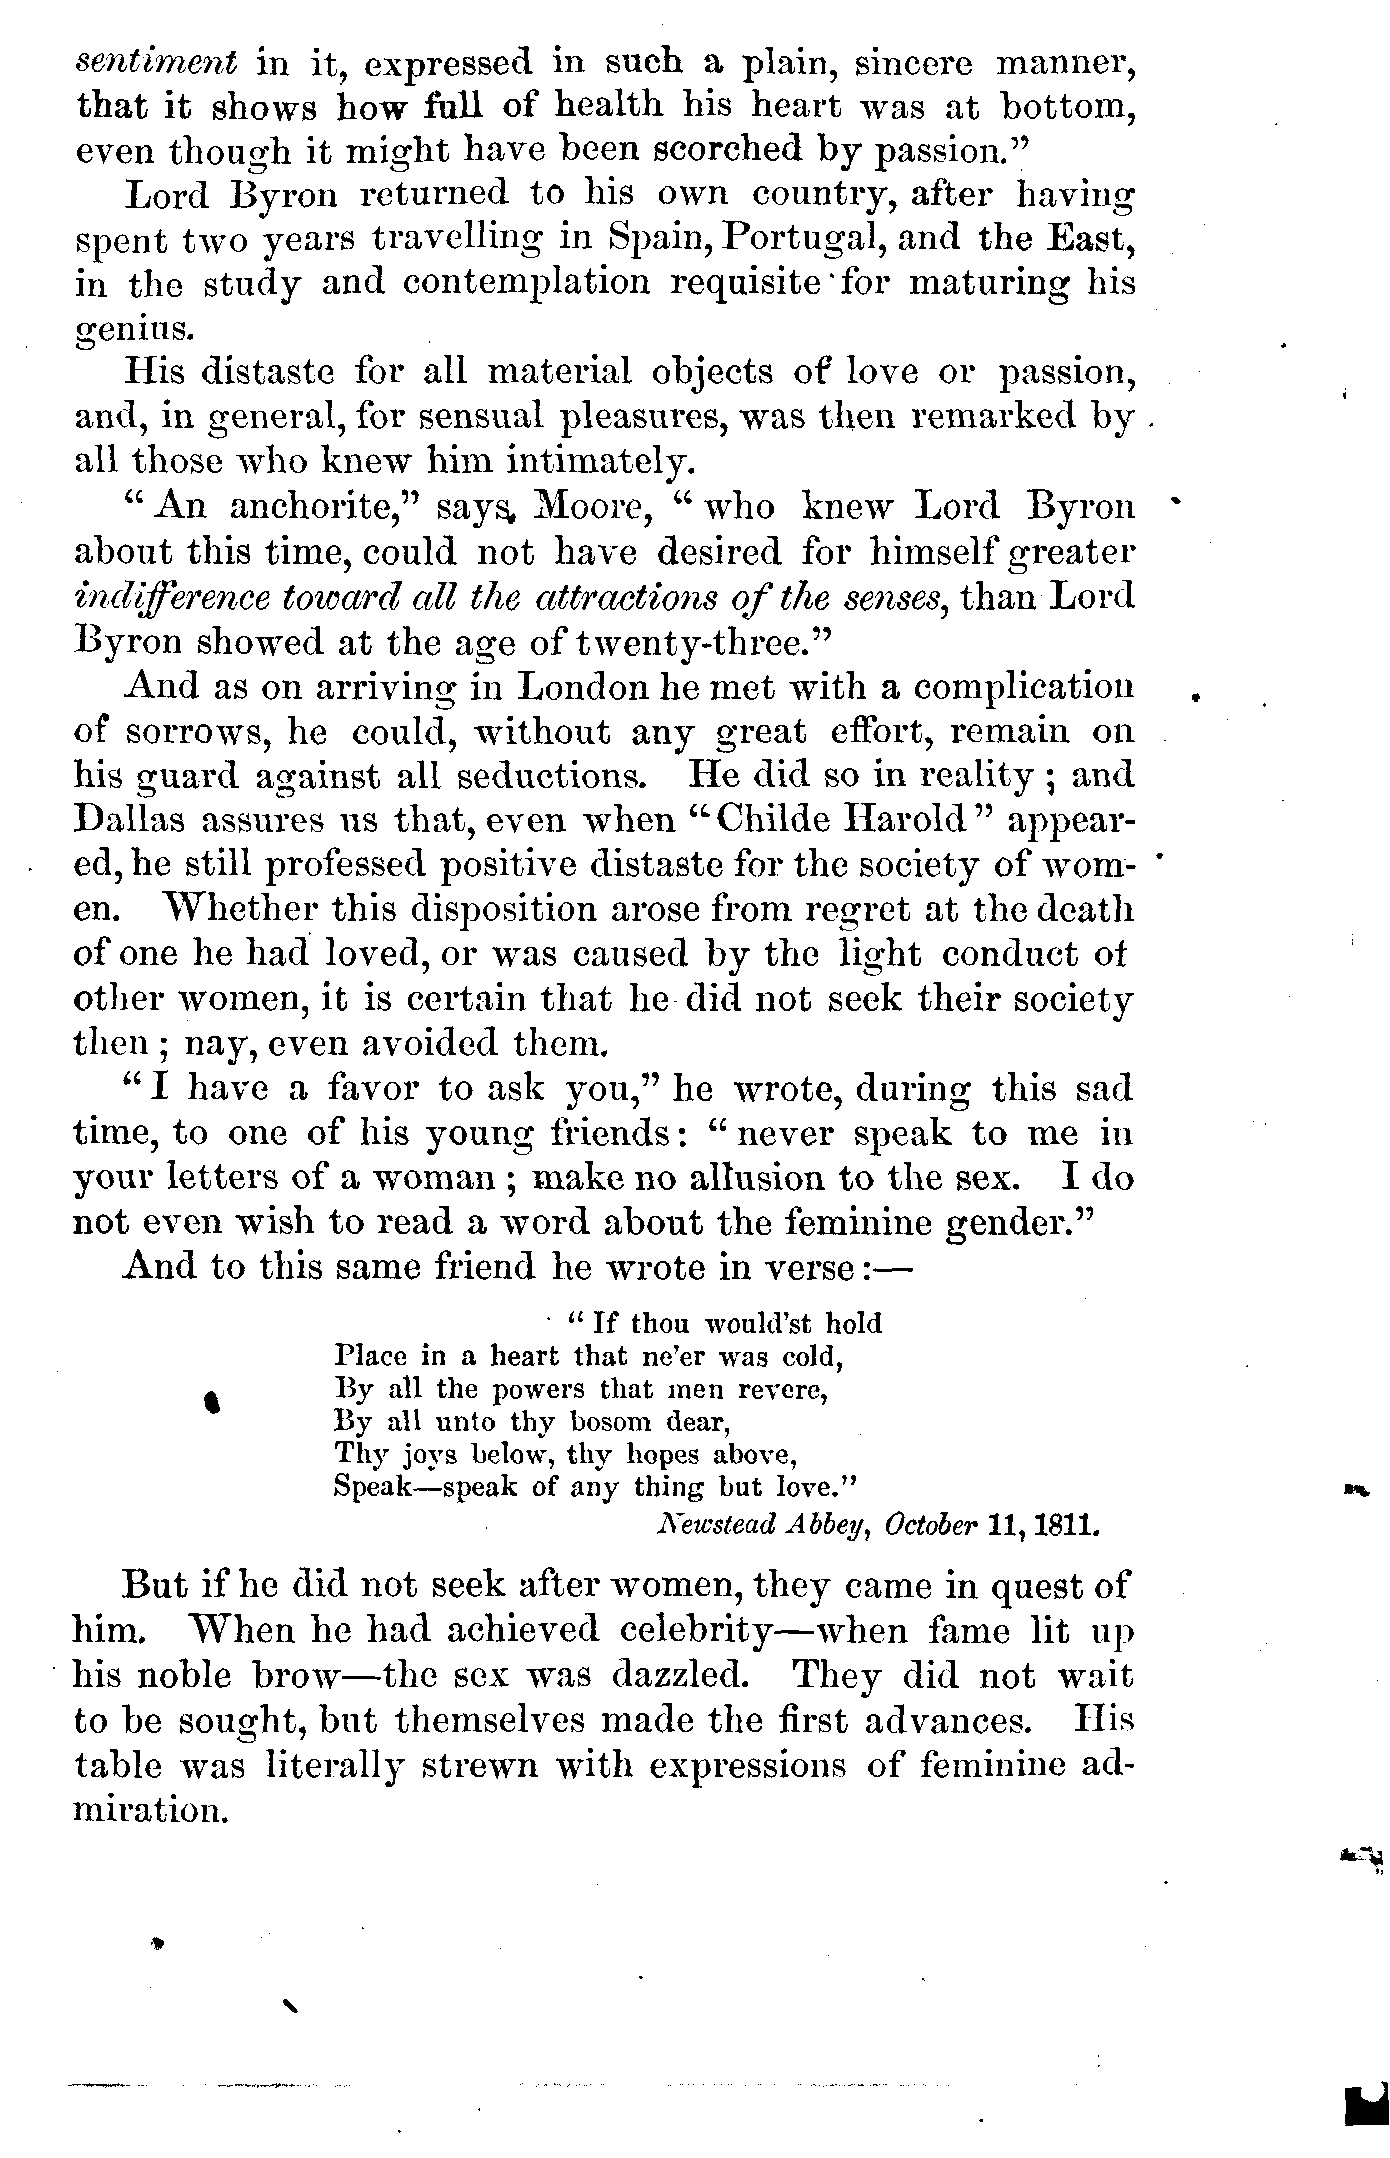 sentiment in it, expressed in such a plain, sincere manner,
that it shows how full of health his heart was at bottom,
even though it might have been scorched by passion.”
Lord Byron returned to his own country, after having
spent two years travelling in Spain, Portugal, and the East,
in the study and contemplation requisite for maturing his
genius.
His distaste for all material objects of love or passion,
and, in general, for sensual pleasures, was then remarked by
all those who knew him intimately.
“ An anchorite,” says, Moore, “ who knew Lord Byron
about this time, could not have desired for himself greater
indifference toward all the attractions of the senses, than Lord
Byron showed at the age of twenty-three.”
And as on arriving in London he met with a complication
of sorrows, he could, without any great effort, remain on
his guard against all seductions. He did so in reality ; and
Dallas assures us that, even when “Childe Harold” appear-
ed, he still professed positive distaste for the society of wom-
en. Whether this disposition arose from regret at the death
of one he had loved, or was caused by the light conduct of
other women, it is certain that he did not seek their society
then ; nay, even avoided them.
“ I have a favor to ask you,” he wrote, during this sad
time, to one of his young friends: “ never speak to me in
your letters of a woman ; make no allusion to the sex. I do
not even wish to read a word about the feminine gender.”
And to this same friend he wrote in verse :—
“ If thou would’st hold
Place in a heart that ne’er was cold,
By all the powers that men revere,
By all unto thy bosom dear,
Thy joys below, thy hopes above,
Speak—speak of any thing but love.”
Newstead Abbey, October 11, 1811.
But if he did not seek after women, they came in quest of
him. When he had achieved celebrity—when fame lit up
his noble brow—the sex was dazzled. They did not wait
to be sought, but themselves made the first advances. His
table was literally strewn with expressions of feminine ad-
miration.